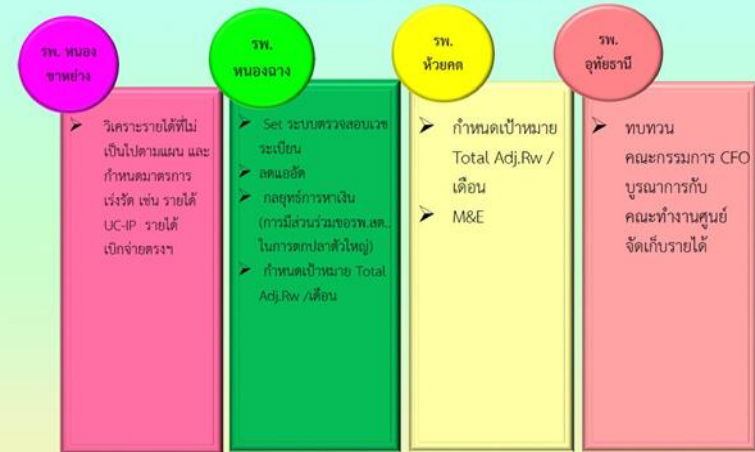 รพ. หนอง
ขาหย่าง
➢ วิเคราะรายได้ที่ไม่
เป็นไปตามแผน และ
กำหนดมาตรการ
เร่งรัด เช่น รายได้
UC-IP รายได้
เบิกจ่ายตรงฯ
รพ.
หนองฉาง
➢ Set ระบบตรวจสอบเวช
ระเบียน
➢ ลดแออัด
➢ กลยุทธ์การหาเงิน
(การมีส่วนร่วมขอรพ.สต..
ในการตกปลาตัวใหญ่)
➢ กำหนดเป้าหมาย Total
Adj.Rw /เดือน
รพ.
ห้วยคต
➢ กำหนดเป้าหมาย
Total Adj.Rw /
เดือน
➢ M&E
รพ.
อุทัยธานี
➢ ทบทวน
คณะกรรมการ CFO
บูรณาการกับ
คณะทำงานศูนย์
จัดเก็บรายได้